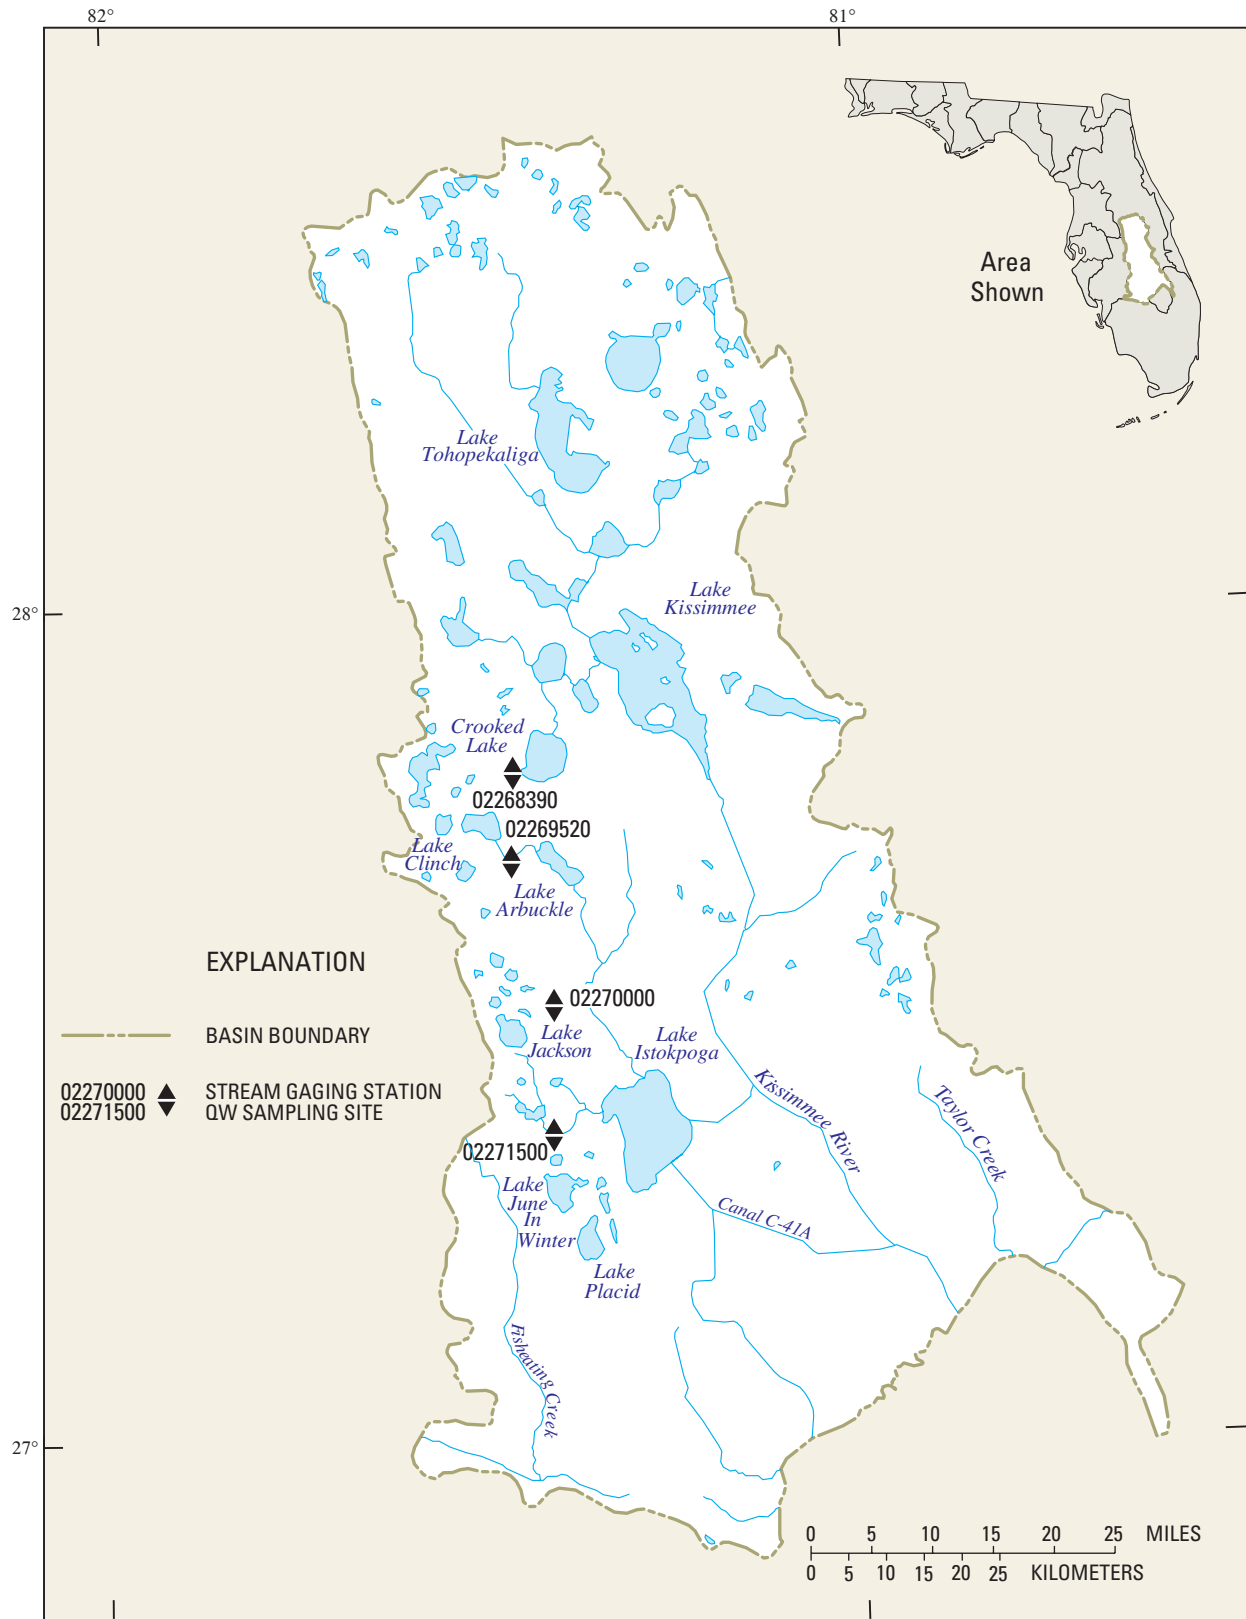 82°
81°
Area
Shown
Lake
Tohopekaliga
28°
Lake
Kissimmee
Crooked
Lake
02268390
02269520
Lake
Clinch
Lake
Arbuckle
EXPLANATION
BASIN BOUNDARY
02270000
STREAM GAGING STATION
02271500
QW SAMPLING SITE
02270000
Lake
Jackson
Lake
Istokpoga
Kissimmee River
Taylor Creek
02271500
Lake
June
In
Winter
Canal C-41A
Lake
Placid
Fisheating Creek
27°
0 5 10 15 20 25 MILES
0 5 10 15 20 25 KILOMETERS